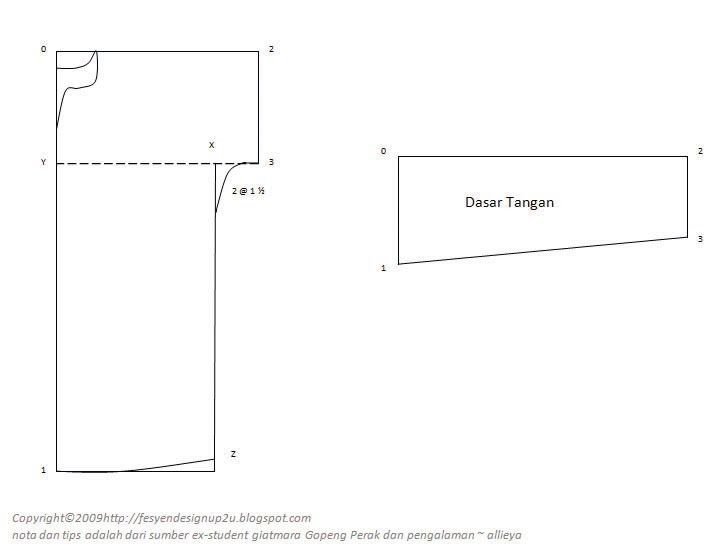 0
2
X
Y
3
2 @ 1 ½
Z
1
0
2
Dasar Tangan
3
1
Copyright©2009http://fesyendesignup2u.blogspot.com
nota dan tips adalah dari sumber ex-student giatmara Gopeng Perak dan pengalaman ~ allieya